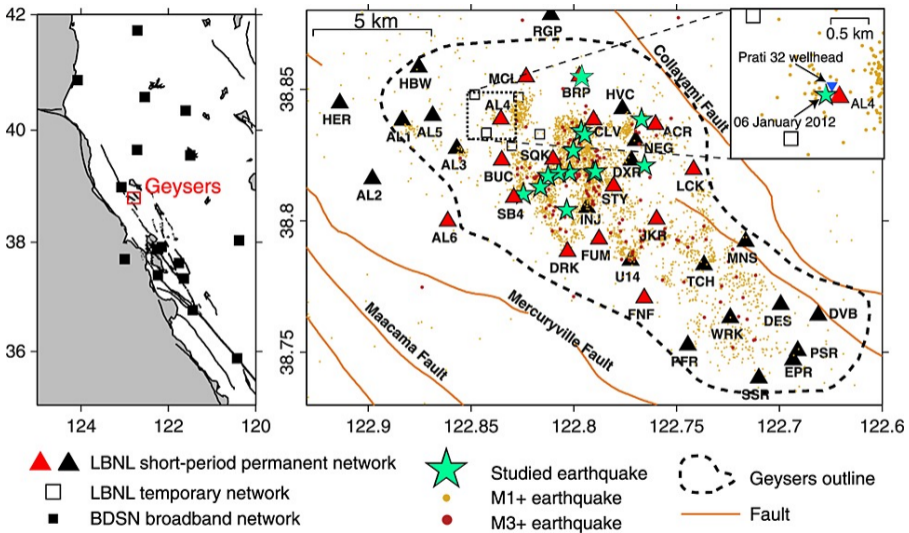 42
40
38
36
124
122
120
Geysers
5 km
38.85
38.8
38.75
122.9
122.85
122.8
122.75
122.7
122.6
RGP
HBW
MCL
BRP
HVC
HER
AL1
AL5
AL4
CLV
ACR
AL3
SQK
NEG
BUC
DXR
LCK
AL2
SB4
STY
INJ
AL6
JKR
DRK
FUM
U14
MNS
TCH
FNF
WRK
DES
DVB
PFR
PSR
EPR
SSR
Collayami Fault
Mercuryville Fault
Maacama Fault
0.5 km
Prati 32 wellhead
AL4
06 January 2012
LBNL short-period permanent network
LBNL temporary network
BDSN broadband network
Studied earthquake
M1+ earthquake
M3+ earthquake
Geysers outline
Fault